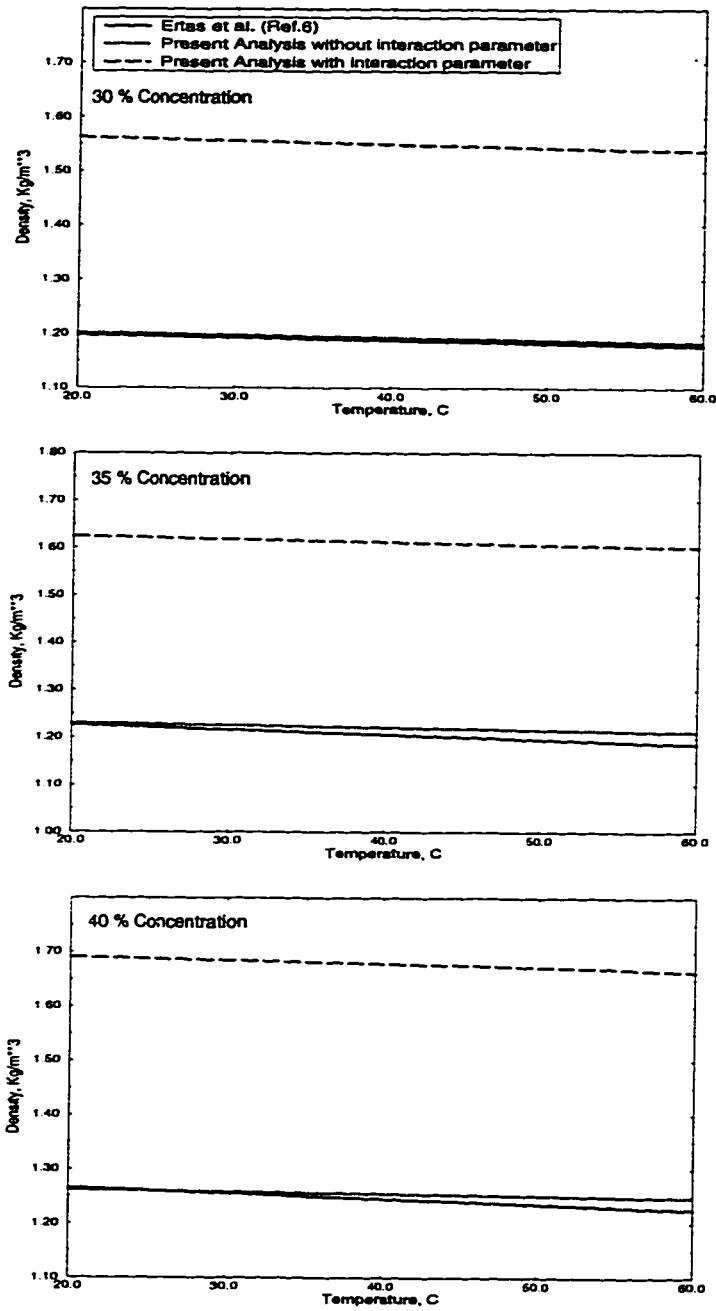 Ertas et al. (Ref.6)
Present Analysis without interaction parameter
Present Analysis with interaction parameter
30 % Concentration
1.70
1.60
1.50
1.40
1.30
1.20
1.10
Density, Kg/m**3
20.0 30.0 40.0 50.0 60.0
Temperature, C
35 % Concentration
1.80
1.70
1.60
1.50
1.40
1.30
1.20
1.10
1.00
Density, Kg/m**3
20.0 30.0 40.0 50.0 60.0
Temperature, C
40 % Concentration
1.70
1.60
1.50
1.40
1.30
1.20
1.10
Density, Kg/m**3
20.0 30.0 40.0 50.0 60.0
Temperature, C